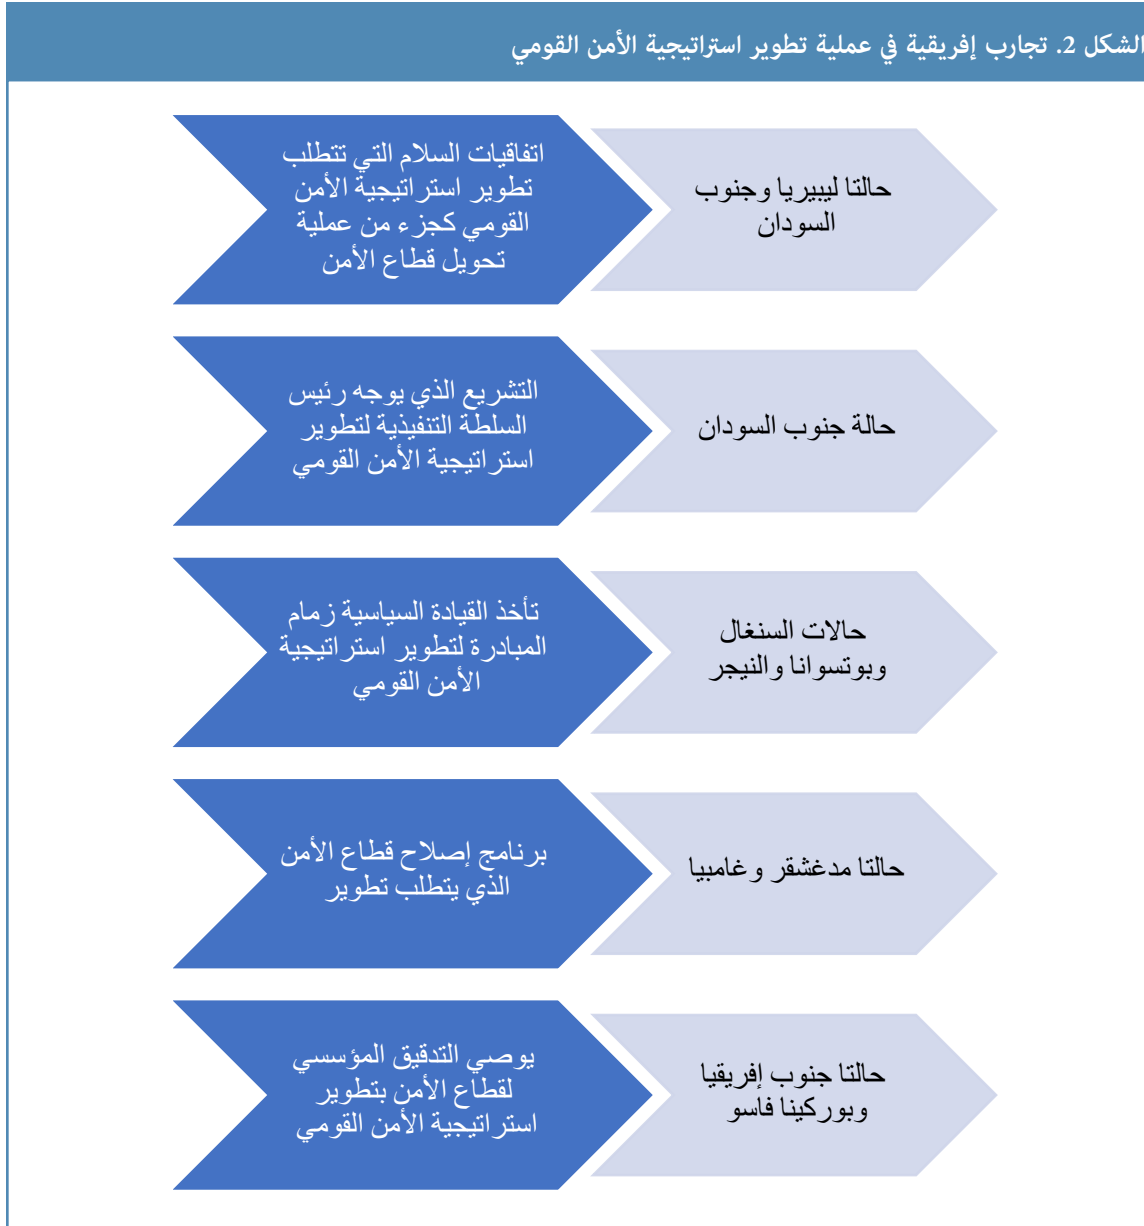 الشكل 2. تجارب إفريقية في عملية تطوير استراتيجية الأمن القومي
اتفاقيات السلام التي تتطلب
تطوير استراتيجية الأمن
القومي كجزء من عملية
تحويل قطاع الأمن
حالتا ليبيريا وجنوب
السودان
التشريع الذي يوجه رئيس
السلطة التنفيذية لتطوير
استراتيجية الأمن القومي
حالة جنوب السودان
تأخذ القيادة السياسية زمام
المبادرة لتطوير استراتيجية
الأمن القومي
حالات السنغال
وبوتسوانا والنيجر
برنامج إصلاح قطاع الأمن
الذي يتطلب تطوير
حالتا مدغشقر وغامبيا
يوصي التدقيق المؤسسي
لقطاع الأمن بتطوير
استراتيجية الأمن القومي
حالتا جنوب إفريقيا
وبوركينا فاسو